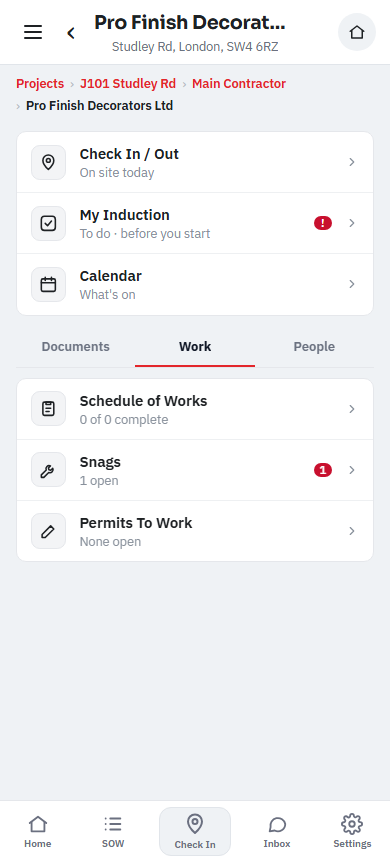 Pro Finish Decorat...
Studley Rd, London, SW4 6RZ
Projects › J101 Studley Rd › Main Contractor
› Pro Finish Decorators Ltd
Check In / Out
On site today
My Induction
To do · before you start
!
Calendar
What's on
Documents Work People
Schedule of Works
0 of 0 complete
Snags
1 open
1
Permits To Work
None open
Home SOW Check In Inbox Settings